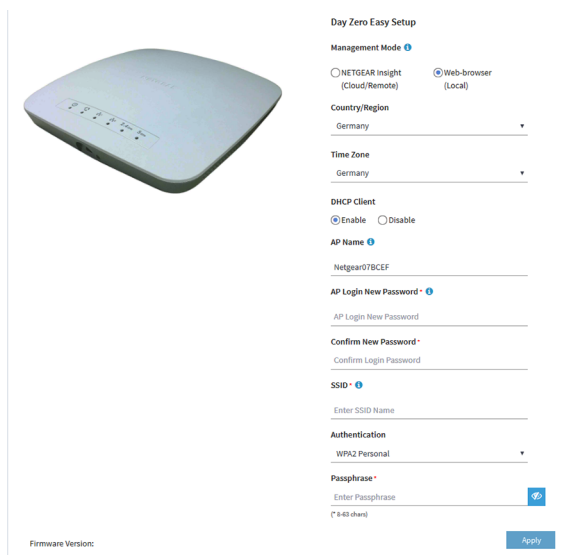 Day Zero Easy Setup
Management Mode
NETGEAR Insight
(Cloud/Remote)
Web-browser
(Local)
Country/Region
Germany
Time Zone
Germany
DHCP Client
Enable
Disable
AP Name
Netgear07BCEF
AP Login New Password *
AP Login New Password
Confirm New Password *
Confirm Login Password
SSID *
Enter SSID Name
Authentication
WPA2 Personal
Passphrase *
Enter Passphrase
(* 8-63 chars)
Apply
Firmware Version: